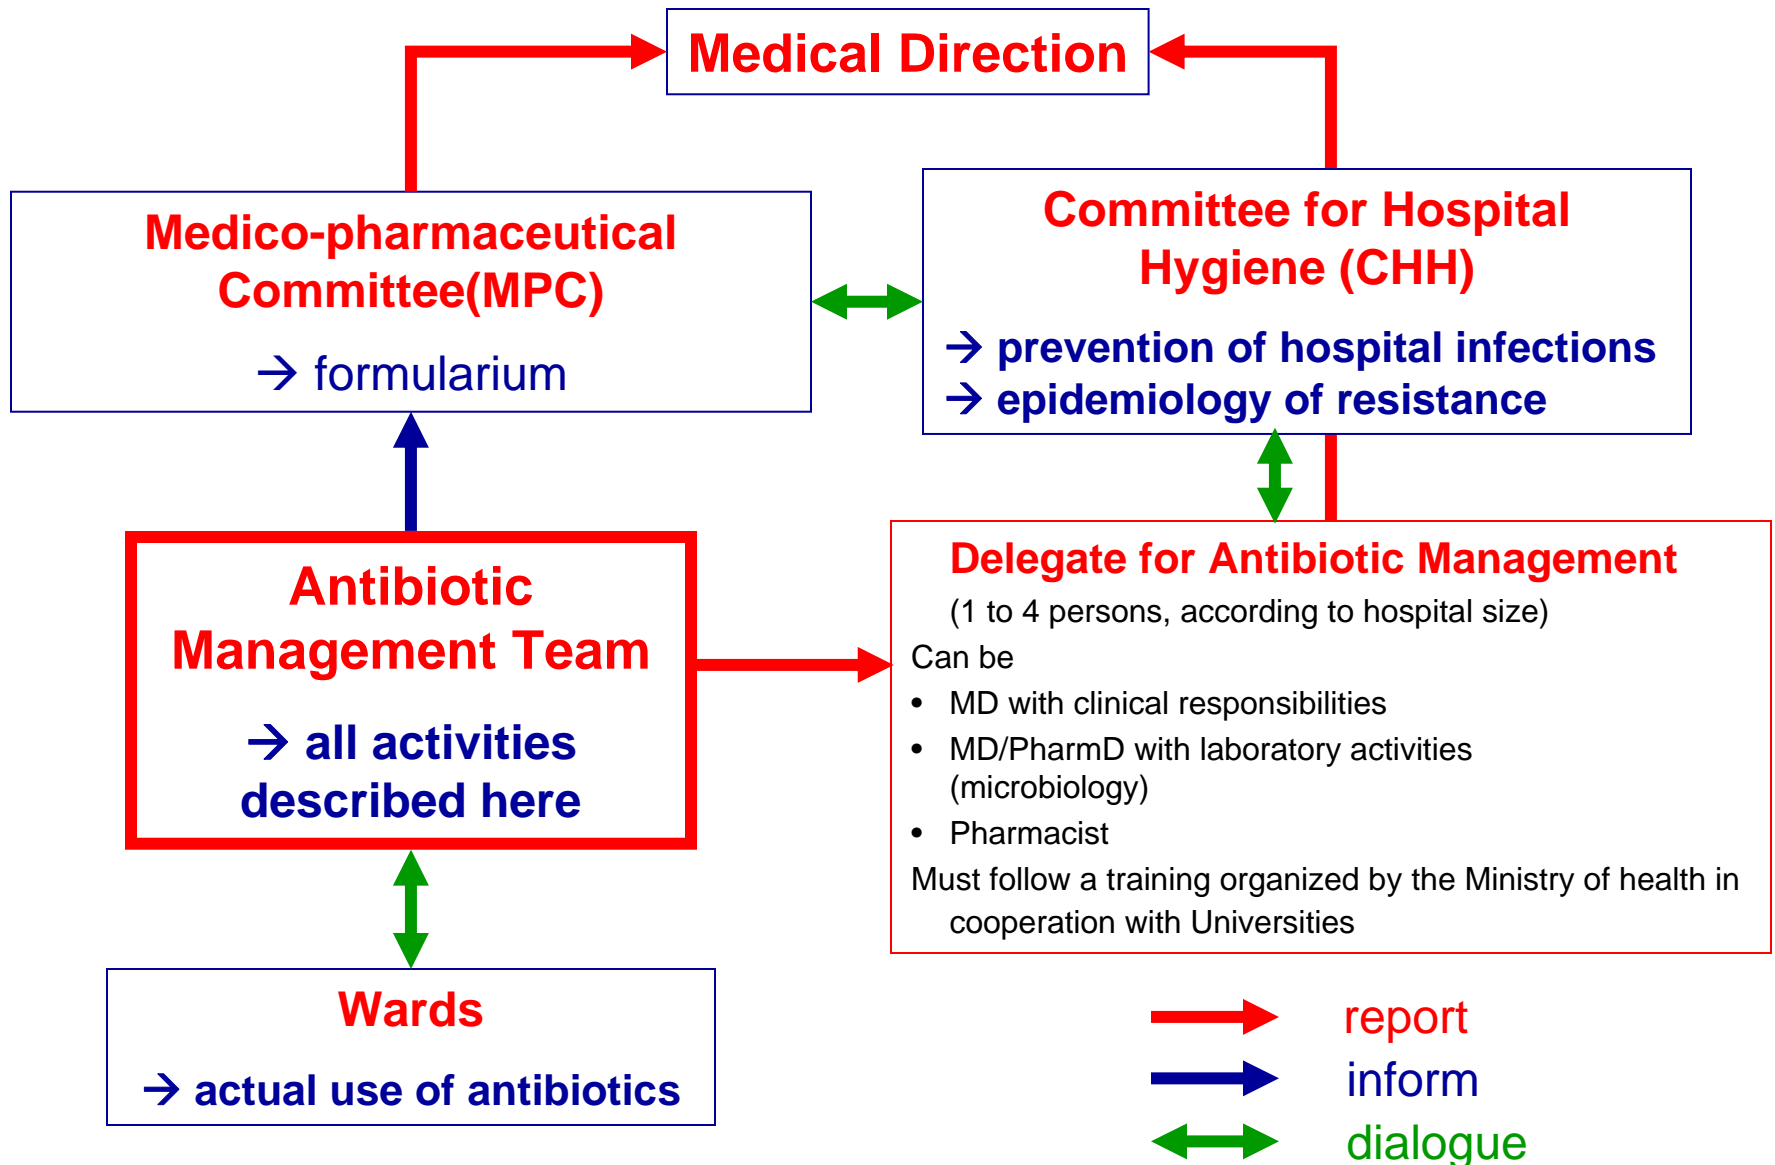 Medical Direction
Medico-pharmaceutical
Committee(MPC)
→ formularium
Committee for Hospital
Hygiene (CHH)
→ prevention of hospital infections
→ epidemiology of resistance
Antibiotic
Management Team
→ all activities
described here
Delegate for Antibiotic Management
(1 to 4 persons, according to hospital size)
Can be
• MD with clinical responsibilities
• MD/PharmD with laboratory activities
(microbiology)
• Pharmacist
Must follow a training organized by the Ministry of health in
cooperation with Universities
Wards
→ actual use of antibiotics
report
inform
dialogue